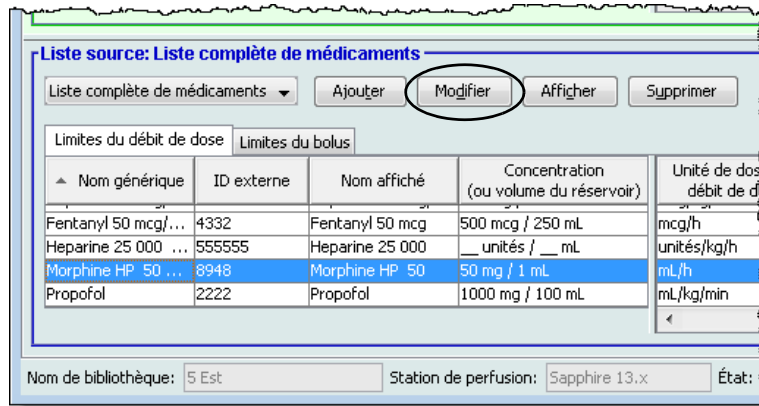 Liste source: Liste complète de médicaments
Liste complète de médicaments Ajouter Modifier Afficher Supprimer
Limites du débit de dose Limites du bolus
Nom générique ID externe Nom affiché Concentration (ou volume du réservoir) Unité de dos débit de d
Fentanyl 50 mcg/... 4332 Fentanyl 50 mcg 500 mcg / 250 mL mcg/h
Heparine 25 000 ... 555555 Heparine 25 000 __ unités / __ mL unités/kg/h
Morphine HP 50 ... 8948 Morphine HP 50 50 mg / 1 mL mL/h
Propofol 2222 Propofol 1000 mg / 100 mL mL/kg/min
Nom de bibliothèque: 5 Est Station de perfusion: Sapphire 13.x État: